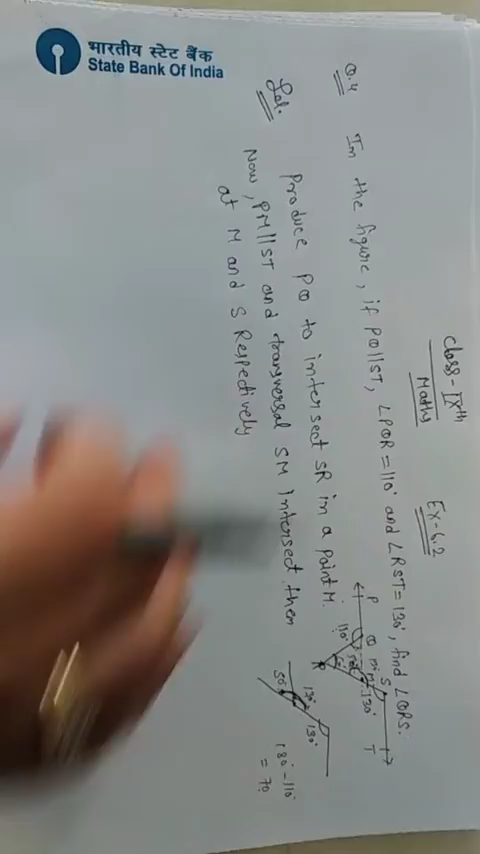 भारतीय स्टेट बैंक
State Bank Of India
Class-IXth
Maths
Ex-6.2
Q.4 In the figure, if PQ||ST, ∠PQR=110° and ∠RST=130°, find ∠QRS.
P Q S T
110° 130°
R
Sol. Produce PQ to intersect SR in a point M.
Now, PM||ST and transversal SM Intersect then
at M and S Respectively
50° 130° 130°
180°-110°
= 70